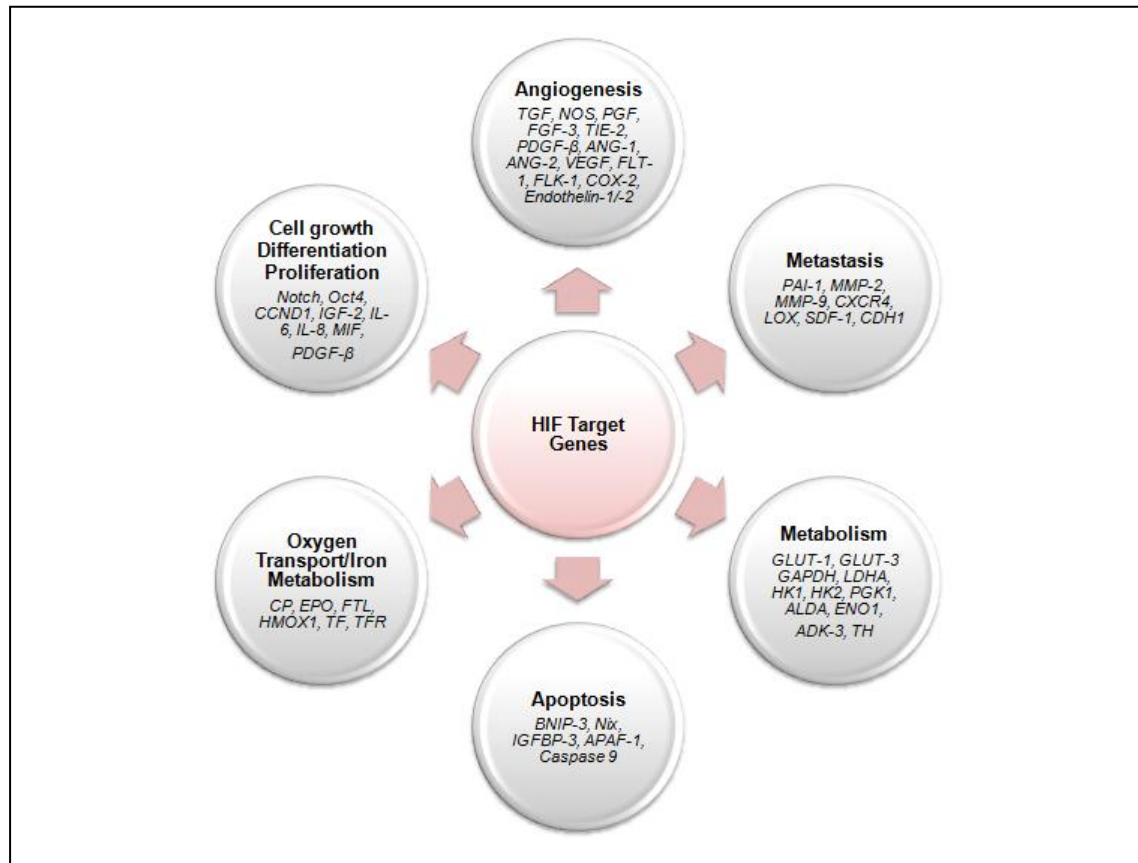 Angiogenesis
TGF, NOS, PGF,
FGF-3, TIE-2,
PDGF-β, ANG-1,
ANG-2, VEGF, FLT-
1, FLK-1, COX-2,
Endothelin-1/-2
Cell growth
Differentiation
Proliferation
Notch, Oct4,
CCND1, IGF-2, IL-
6, IL-8, MIF,
PDGF-β
Metastasis
PAI-1, MMP-2,
MMP-9, CXCR4,
LOX, SDF-1, CDH1
HIF Target
Genes
Oxygen
Transport/Iron
Metabolism
CP, EPO, FTL,
HMOX1, TF, TFR
Metabolism
GLUT-1, GLUT-3
GAPDH, LDHA,
HK1, HK2, PGK1,
ALDA, ENO1,
ADK-3, TH
Apoptosis
BNIP-3, Nix,
IGFBP-3, APAF-1,
Caspase 9